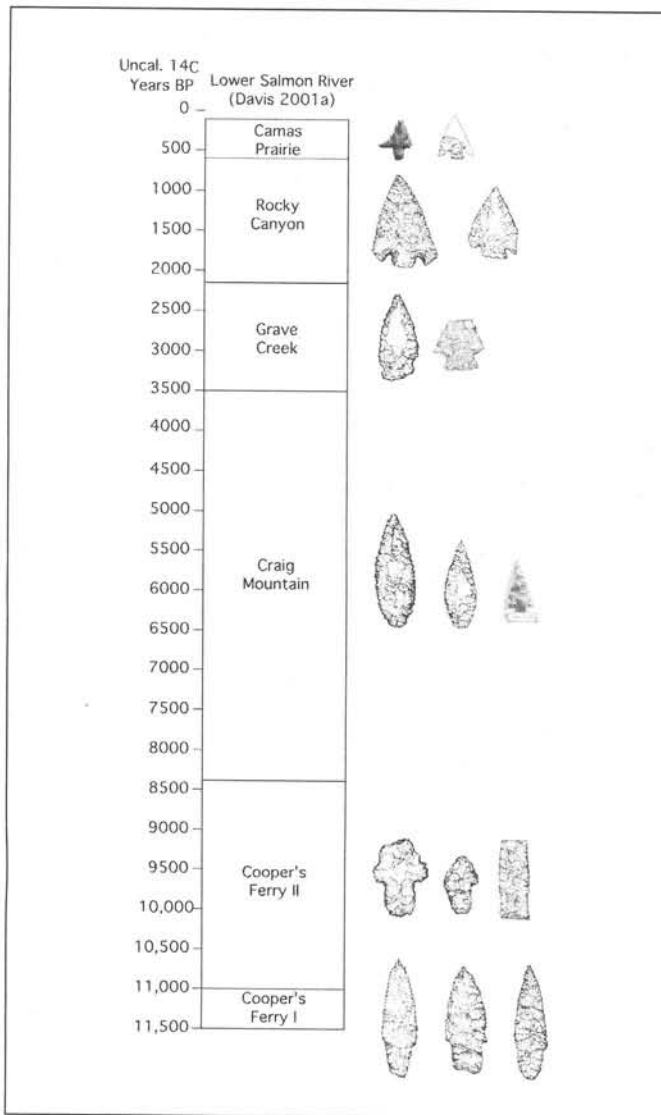 Uncal. 14C
Years BP
Lower Salmon River
(Davis 2001a)
0
Camas
Prairie
500
1000
Rocky
Canyon
1500
2000
2500
Grave
Creek
3000
3500
4000
4500
5000
5500
Craig
Mountain
6000
6500
7000
7500
8000
8500
9000
9500
Cooper's
Ferry II
10,000
10,500
11,000
Cooper's
Ferry I
11,500